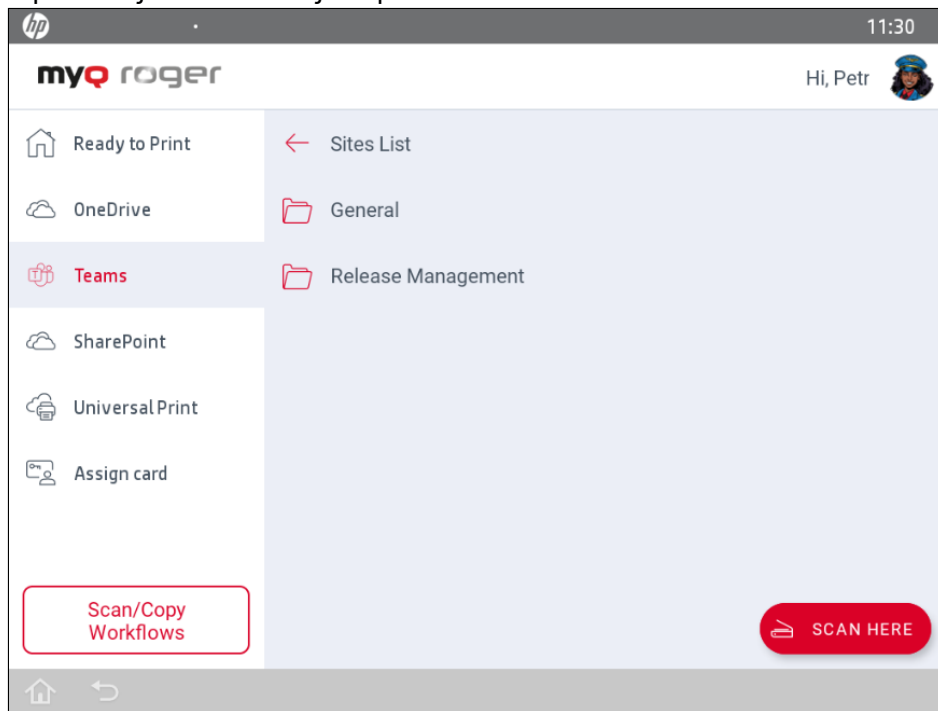 hp
11:30
myQ roger
Hi, Petr
Ready to Print
OneDrive
Teams
SharePoint
Universal Print
Assign card
Scan/Copy
Workflows
Sites List
General
Release Management
SCAN HERE